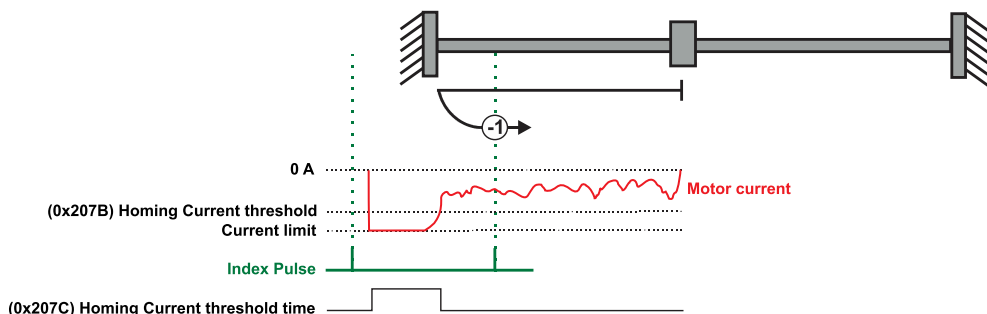 -1
0 A
Motor current
(0x207B) Homing Current threshold
Current limit
Index Pulse
(0x207C) Homing Current threshold time